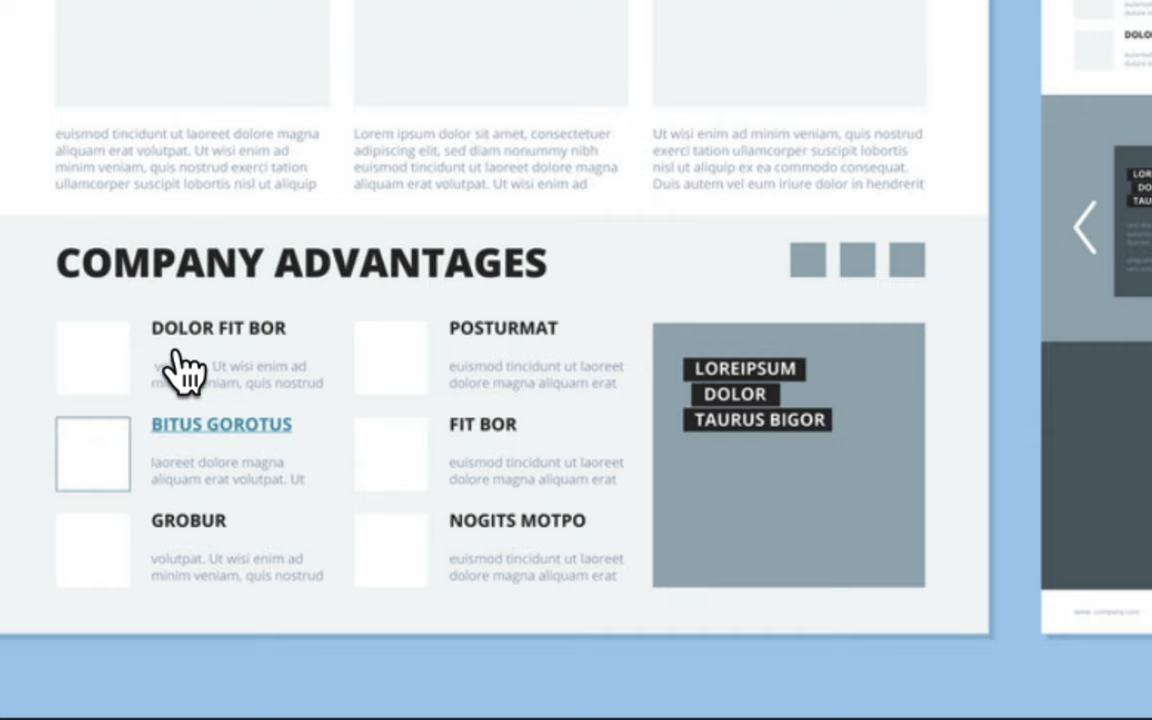 euismod tincidunt ut laoreet dolore magna
aliquam erat volutpat. Ut wisi enim ad
minim veniam, quis nostrud exerci tation
ullamcorper suscipit lobortis nisl ut aliquip
Lorem ipsum dolor sit amet, consectetuer
adipiscing elit, sed diam nonummy nibh
euismod tincidunt ut laoreet dolore magna
aliquam erat volutpat. Ut wisi enim ad
Ut wisi enim ad minim veniam, quis nostrud
exerci tation ullamcorper suscipit lobortis
nisl ut aliquip ex ea commodo consequat.
Duis autem vel eum iriure dolor in hendrerit
COMPANY ADVANTAGES
DOLOR FIT BOR
Ut wisi enim ad
quis nostrud
BITUS GOROTUS
laoreet dolore magna
aliquam erat volutpat. Ut
GROBUR
volutpat. Ut wisi enim ad
minim veniam, quis nostrud
POSTURMAT
euismod tincidunt ut laoreet
dolore magna aliquam erat
FIT BOR
euismod tincidunt ut laoreet
dolore magna aliquam erat
NOGITS MOTPO
euismod tincidunt ut laoreet
dolore magna aliquam erat
LOREIPSUM
DOLOR
TAURUS BIGOR
DOLO
LOR
DO
TAU